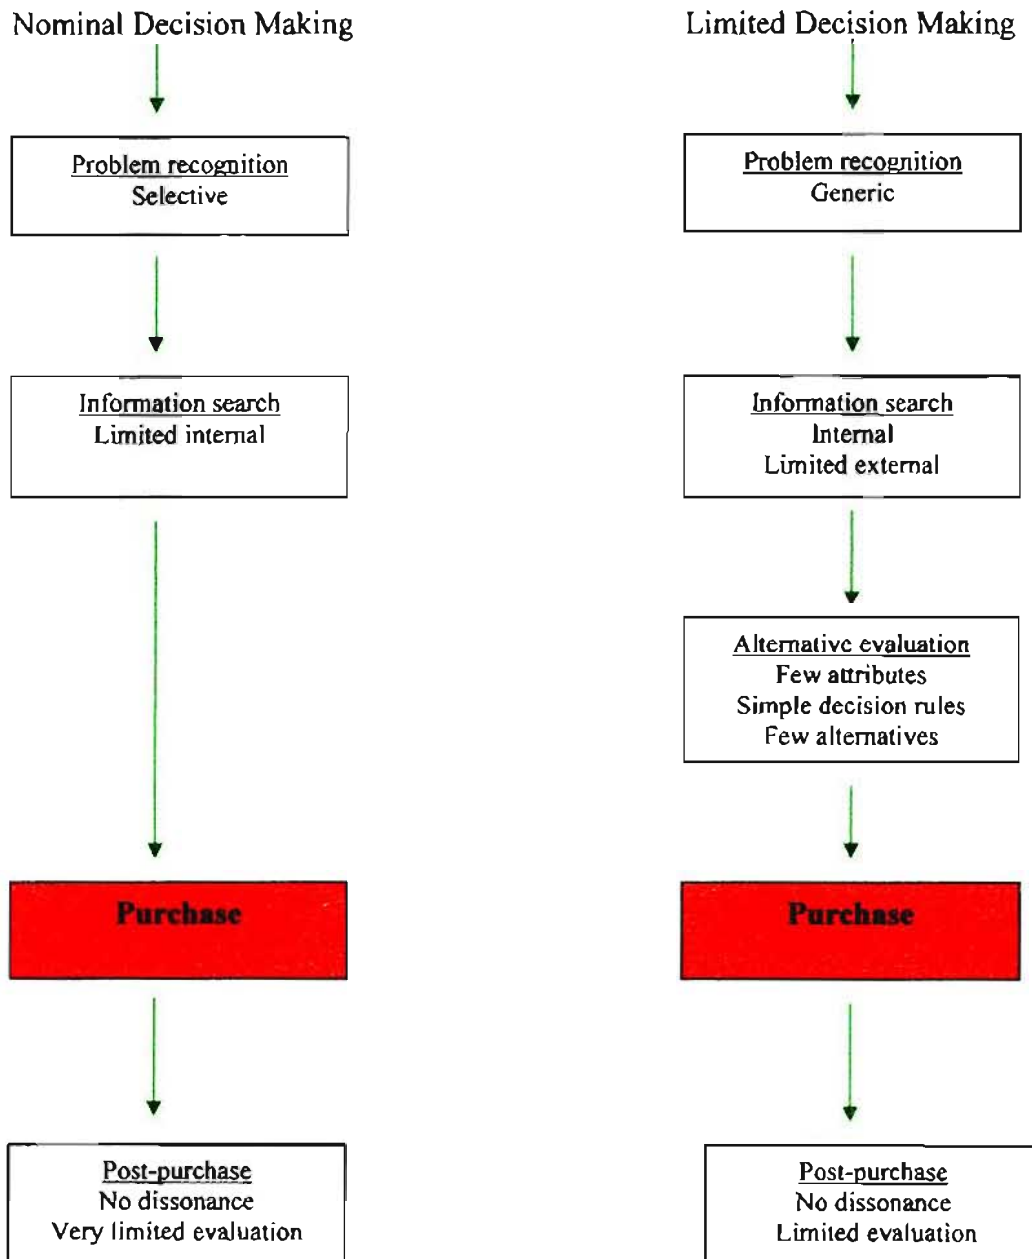 Nominal Decision Making
Problem recognition
Selective
Information search
Limited internal
Purchase
Post-purchase
No dissonance
Very limited evaluation
Limited Decision Making
Problem recognition
Generic
Information search
Internal
Limited external
Alternative evaluation
Few attributes
Simple decision rules
Few alternatives
Purchase
Post-purchase
No dissonance
Limited evaluation